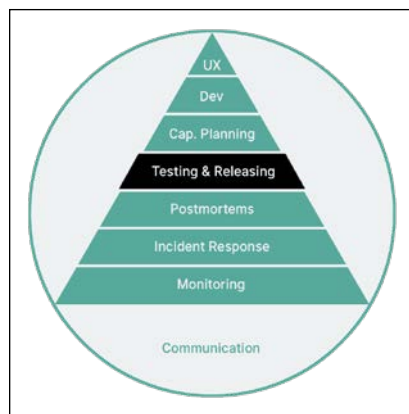 UX
Dev
Cap. Planning
Testing & Releasing
Postmortems
Incident Response
Monitoring
Communication